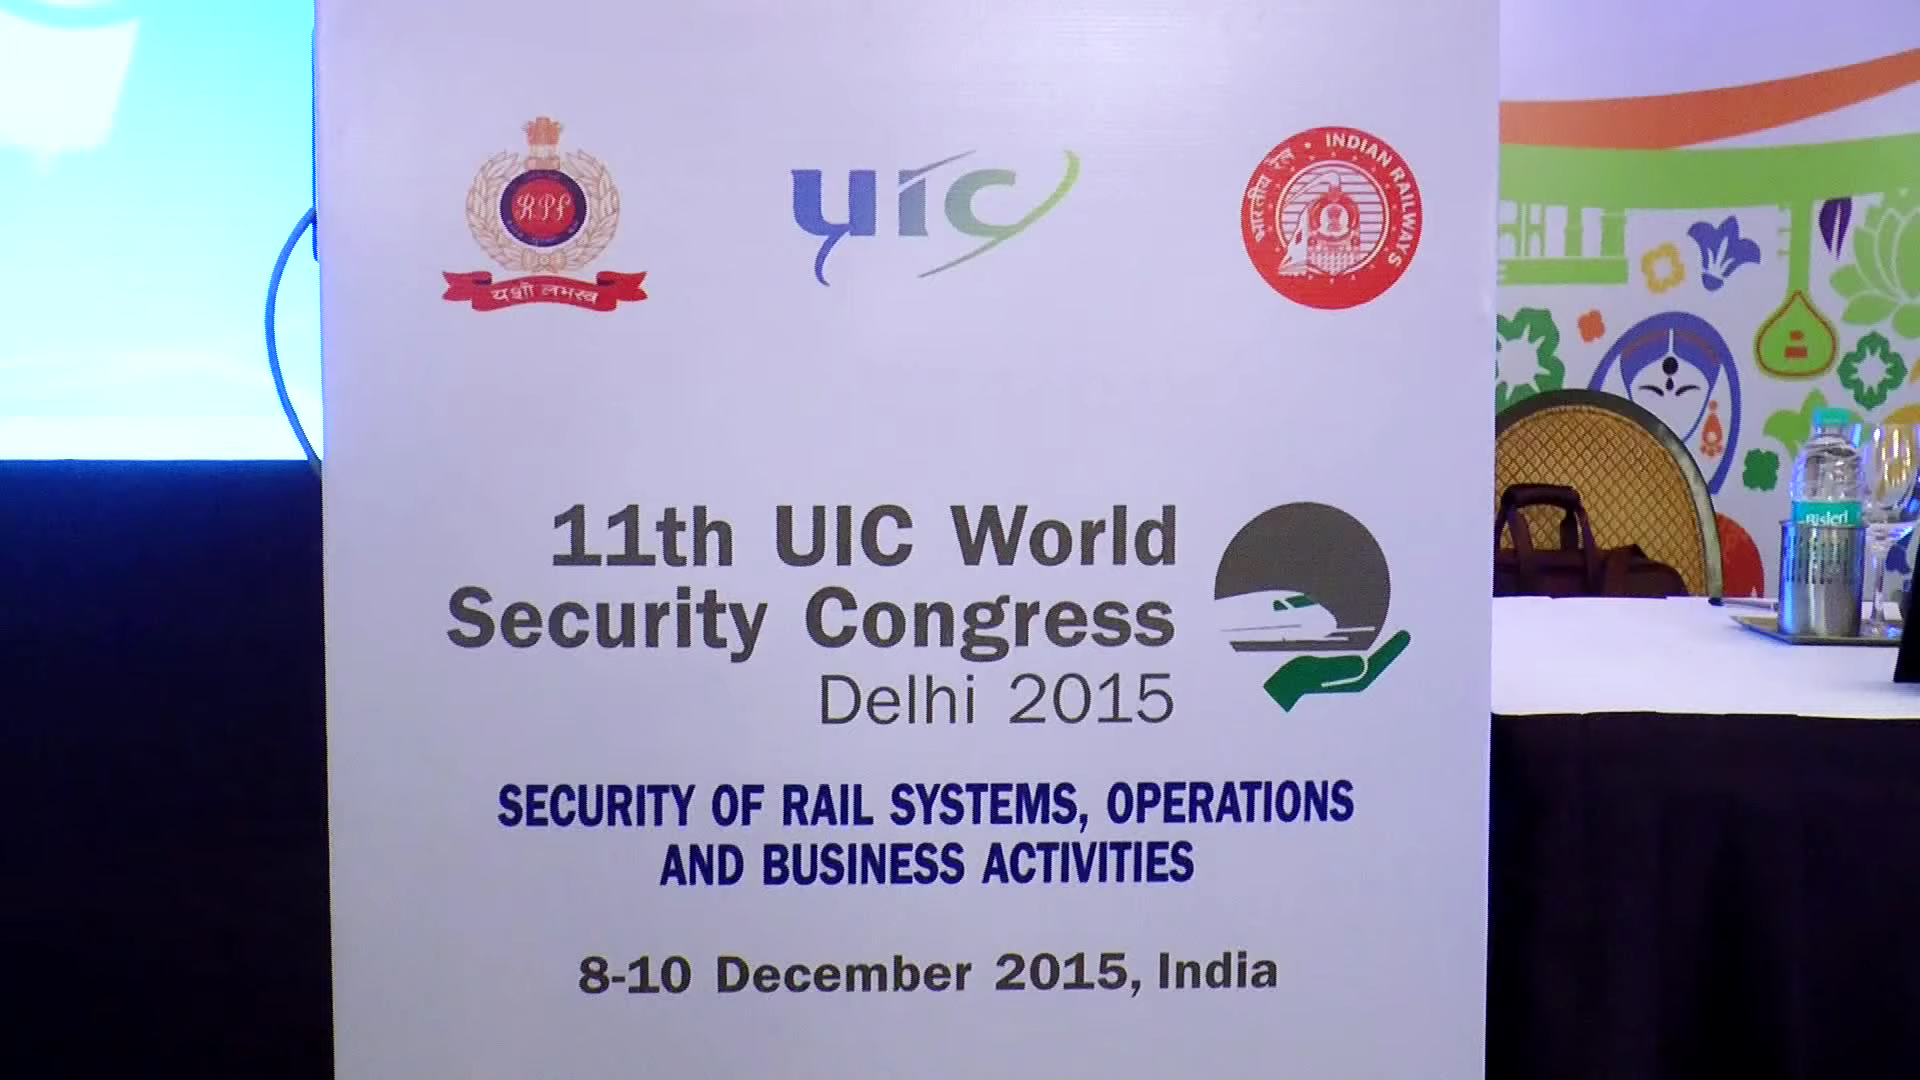 RPF
यशो लभस्व
uic
भारतीय रेल • INDIAN RAILWAYS
11th UIC World
Security Congress
Delhi 2015
SECURITY OF RAIL SYSTEMS, OPERATIONS
AND BUSINESS ACTIVITIES
8-10 December 2015, India
Bisleri